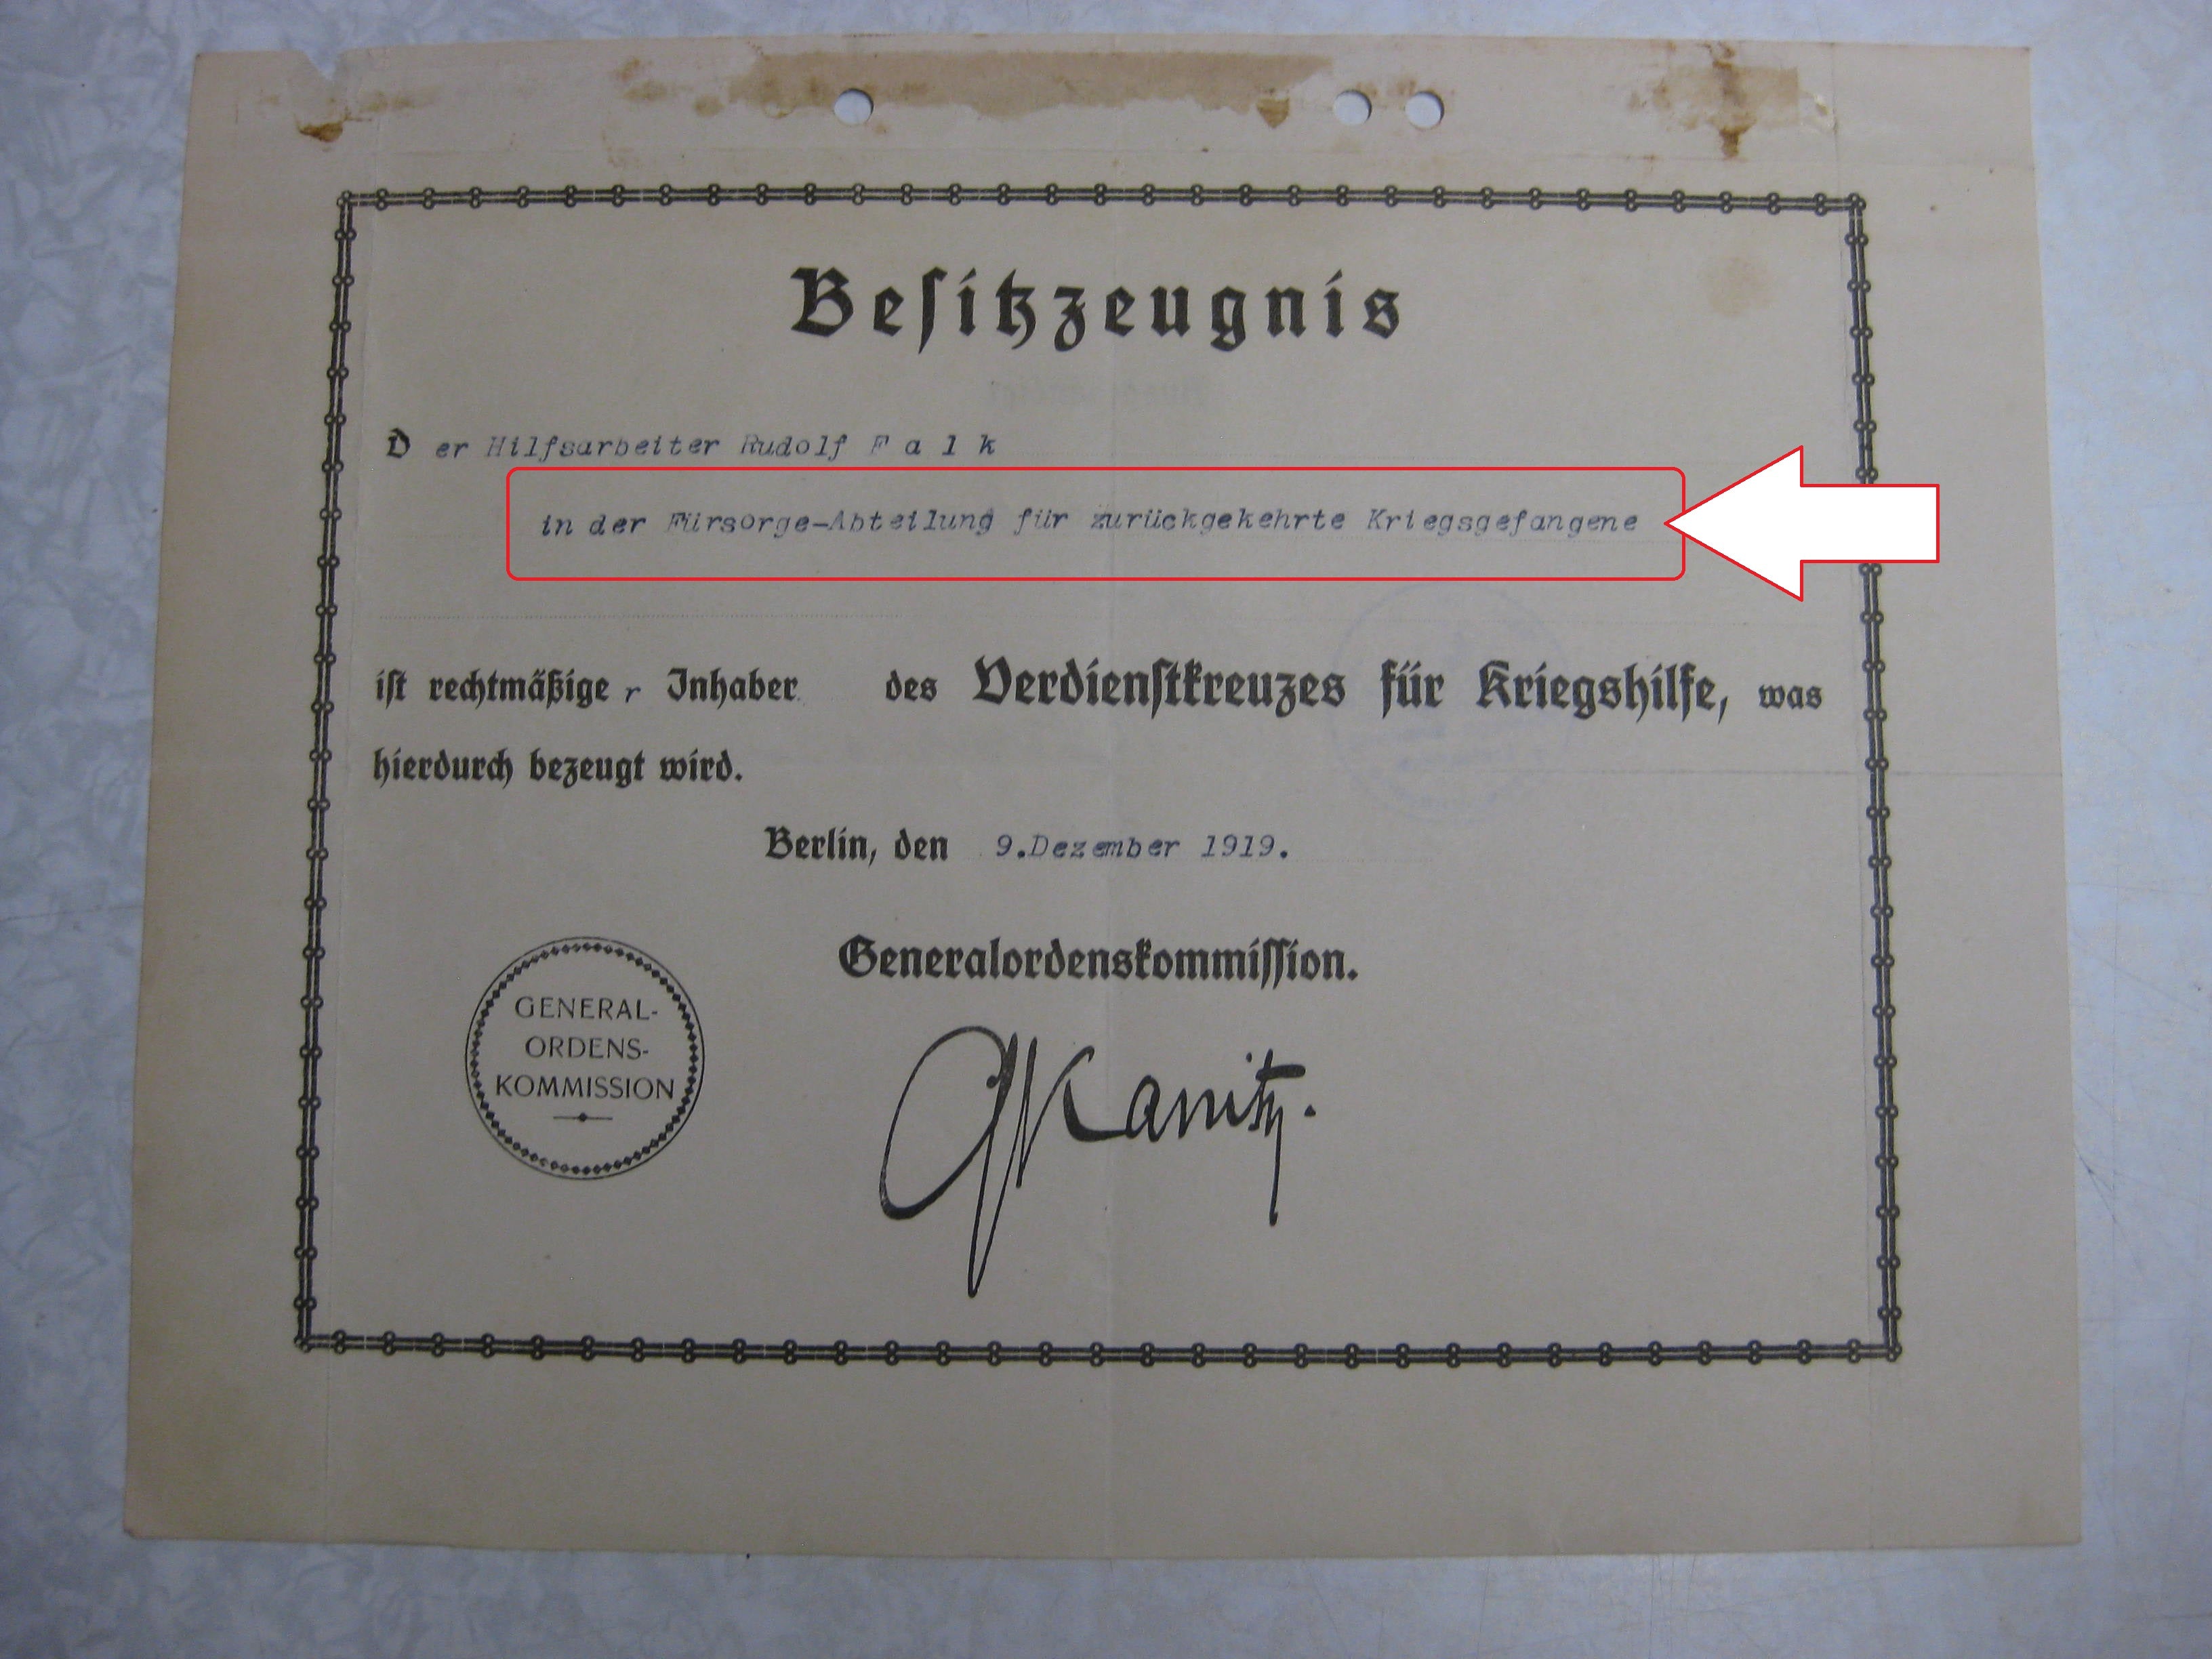 Besitzzeugnis
Der Hilfsarbeiter Rudolf F a l k
in der Fürsorge-Abteilung für zurückgekehrte Kriegsgefangene
ist rechtmäßiger Inhaber des Verdienstkreuzes für Kriegshilfe, was
hierdurch bezeugt wird.
Berlin, den 9.Dezember 1919.
Generalordenskommission.
GENERAL-
ORDENS-
KOMMISSION
Kanitz.